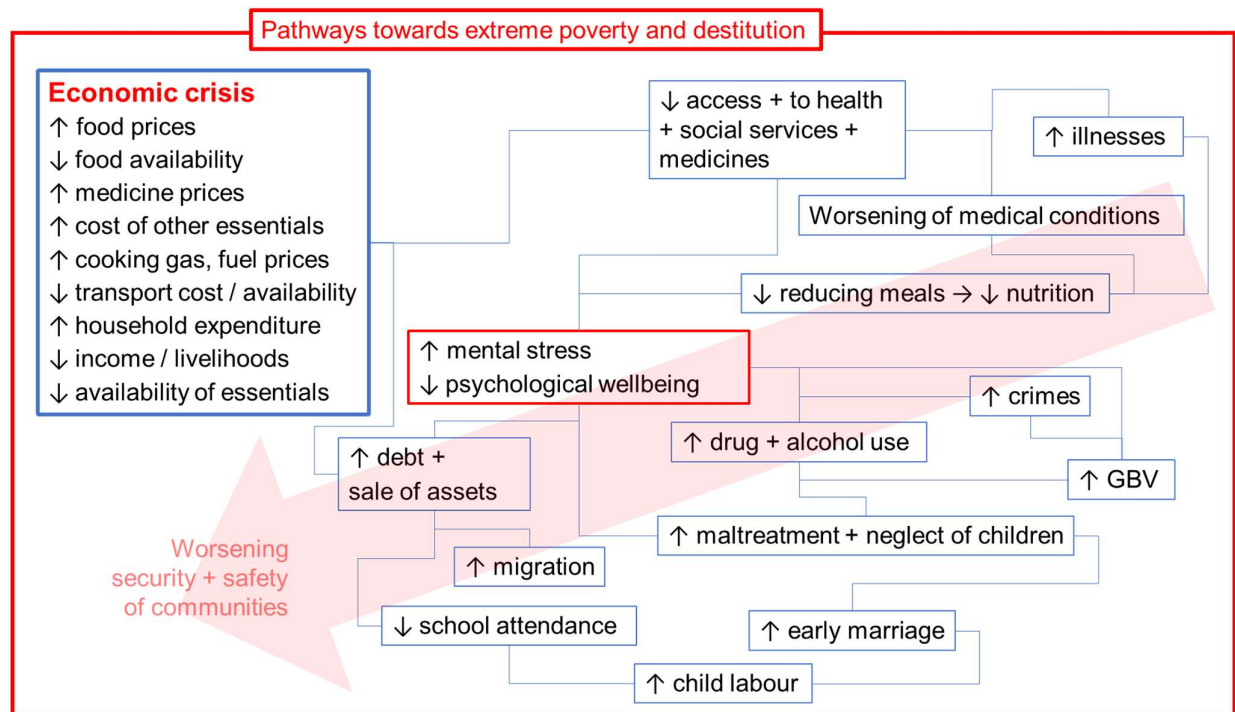 Pathways towards extreme poverty and destitution
Economic crisis
↑ food prices
↓ food availability
↑ medicine prices
↑ cost of other essentials
↑ cooking gas, fuel prices
↓ transport cost / availability
↑ household expenditure
↓ income / livelihoods
↓ availability of essentials
↓ access + to health
+ social services +
medicines
↑ illnesses
Worsening of medical conditions
↓ reducing meals → ↓ nutrition
↑ mental stress
↓ psychological wellbeing
↑ crimes
↑ drug + alcohol use
↑ debt +
sale of assets
↑ GBV
↑ maltreatment + neglect of children
Worsening
security + safety
of communities
↑ migration
↓ school attendance
↑ early marriage
↑ child labour